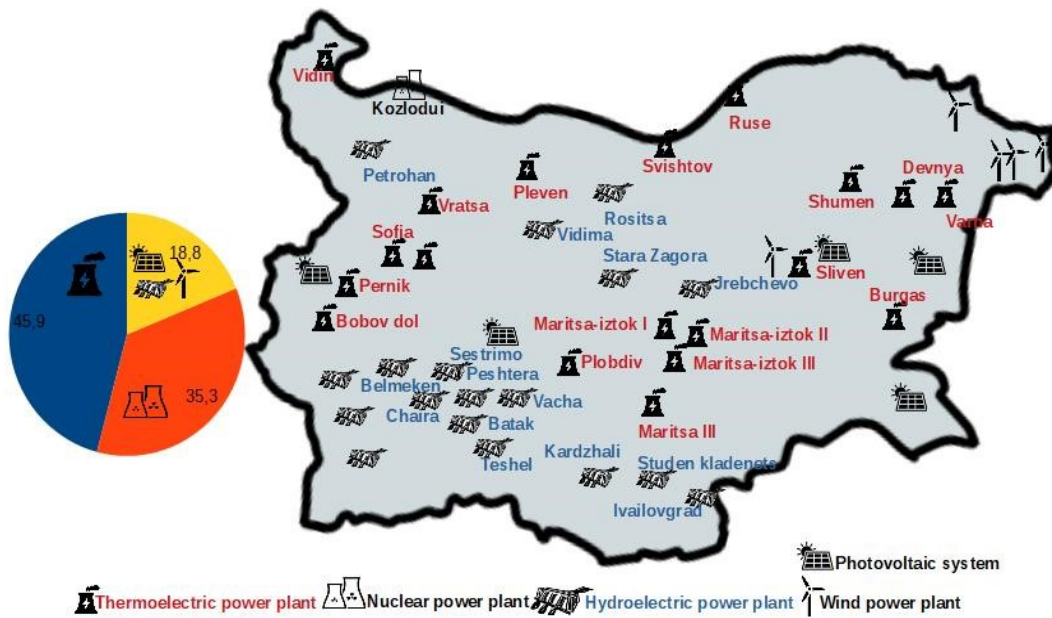 Vidin
Kozlodui
Ruse
Svishtov
Petrohan
Pleven
Devnya
Shumen
Vratsa
Rositsa
Varna
Vidima
Sofia
18,8
Stara Zagora
Sliven
Jrebchevo
Pernik
Burgas
45,9
Bobov dol
Maritsa-iztok I
Maritsa-iztok II
Sestrimo
Plobdiv
Maritsa-iztok III
Peshtera
Belmeken
35,3
Vacha
Chaira
Batak
Maritsa III
Kardzhali
Teshel
Studen kladenets
Ivailovgrad
Photovoltaic system
Thermoelectric power plant
Nuclear power plant
Hydroelectric power plant
Wind power plant